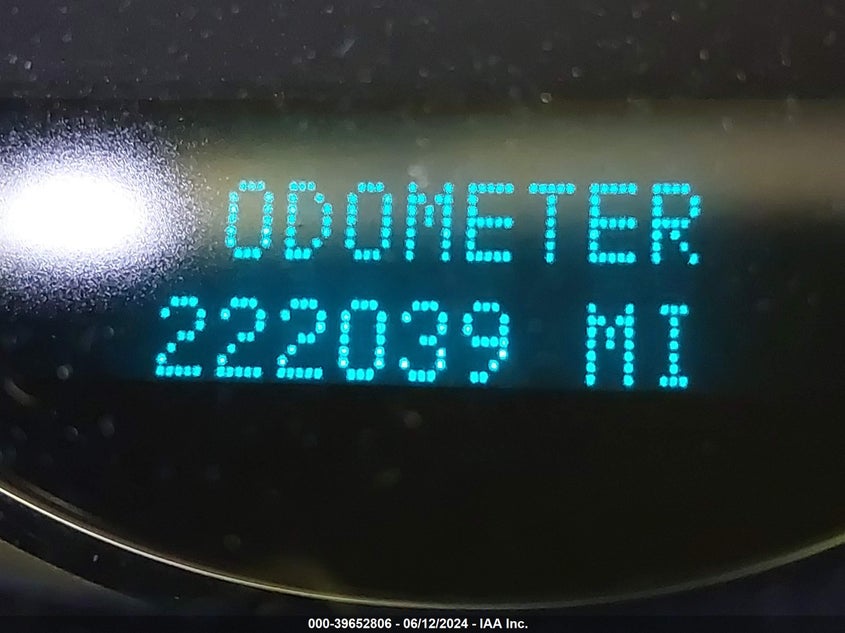 ODOMETER
222039 MI
000-39652806 - 06/12/2024 - IAA Inc.